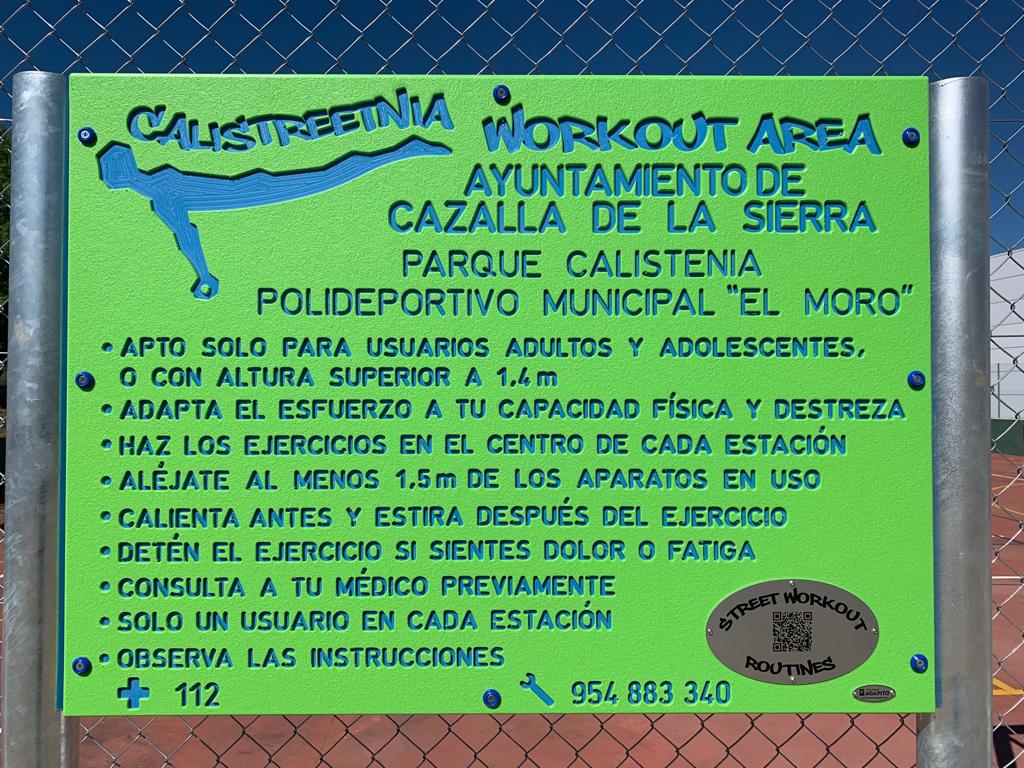 CALISTREETNIA
WORKOUT AREA
AYUNTAMIENTO DE
CAZALLA DE LA SIERRA
PARQUE CALISTENIA
POLIDEPORTIVO MUNICIPAL "EL MORO"
• APTO SOLO PARA USUARIOS ADULTOS Y ADOLESCENTES,
O CON ALTURA SUPERIOR A 1,4 m
• ADAPTA EL ESFUERZO A TU CAPACIDAD FÍSICA Y DESTREZA
• HAZ LOS EJERCICIOS EN EL CENTRO DE CADA ESTACIÓN
• ALÉJATE AL MENOS 1,5 m DE LOS APARATOS EN USO
• CALIENTA ANTES Y ESTIRA DESPUÉS DEL EJERCICIO
• DETÉN EL EJERCICIO SI SIENTES DOLOR O FATIGA
• CONSULTA A TU MÉDICO PREVIAMENTE
• SOLO UN USUARIO EN CADA ESTACIÓN
• OBSERVA LAS INSTRUCCIONES
112
954 883 340
STREET WORKOUT
ROUTINES
AGAPITO